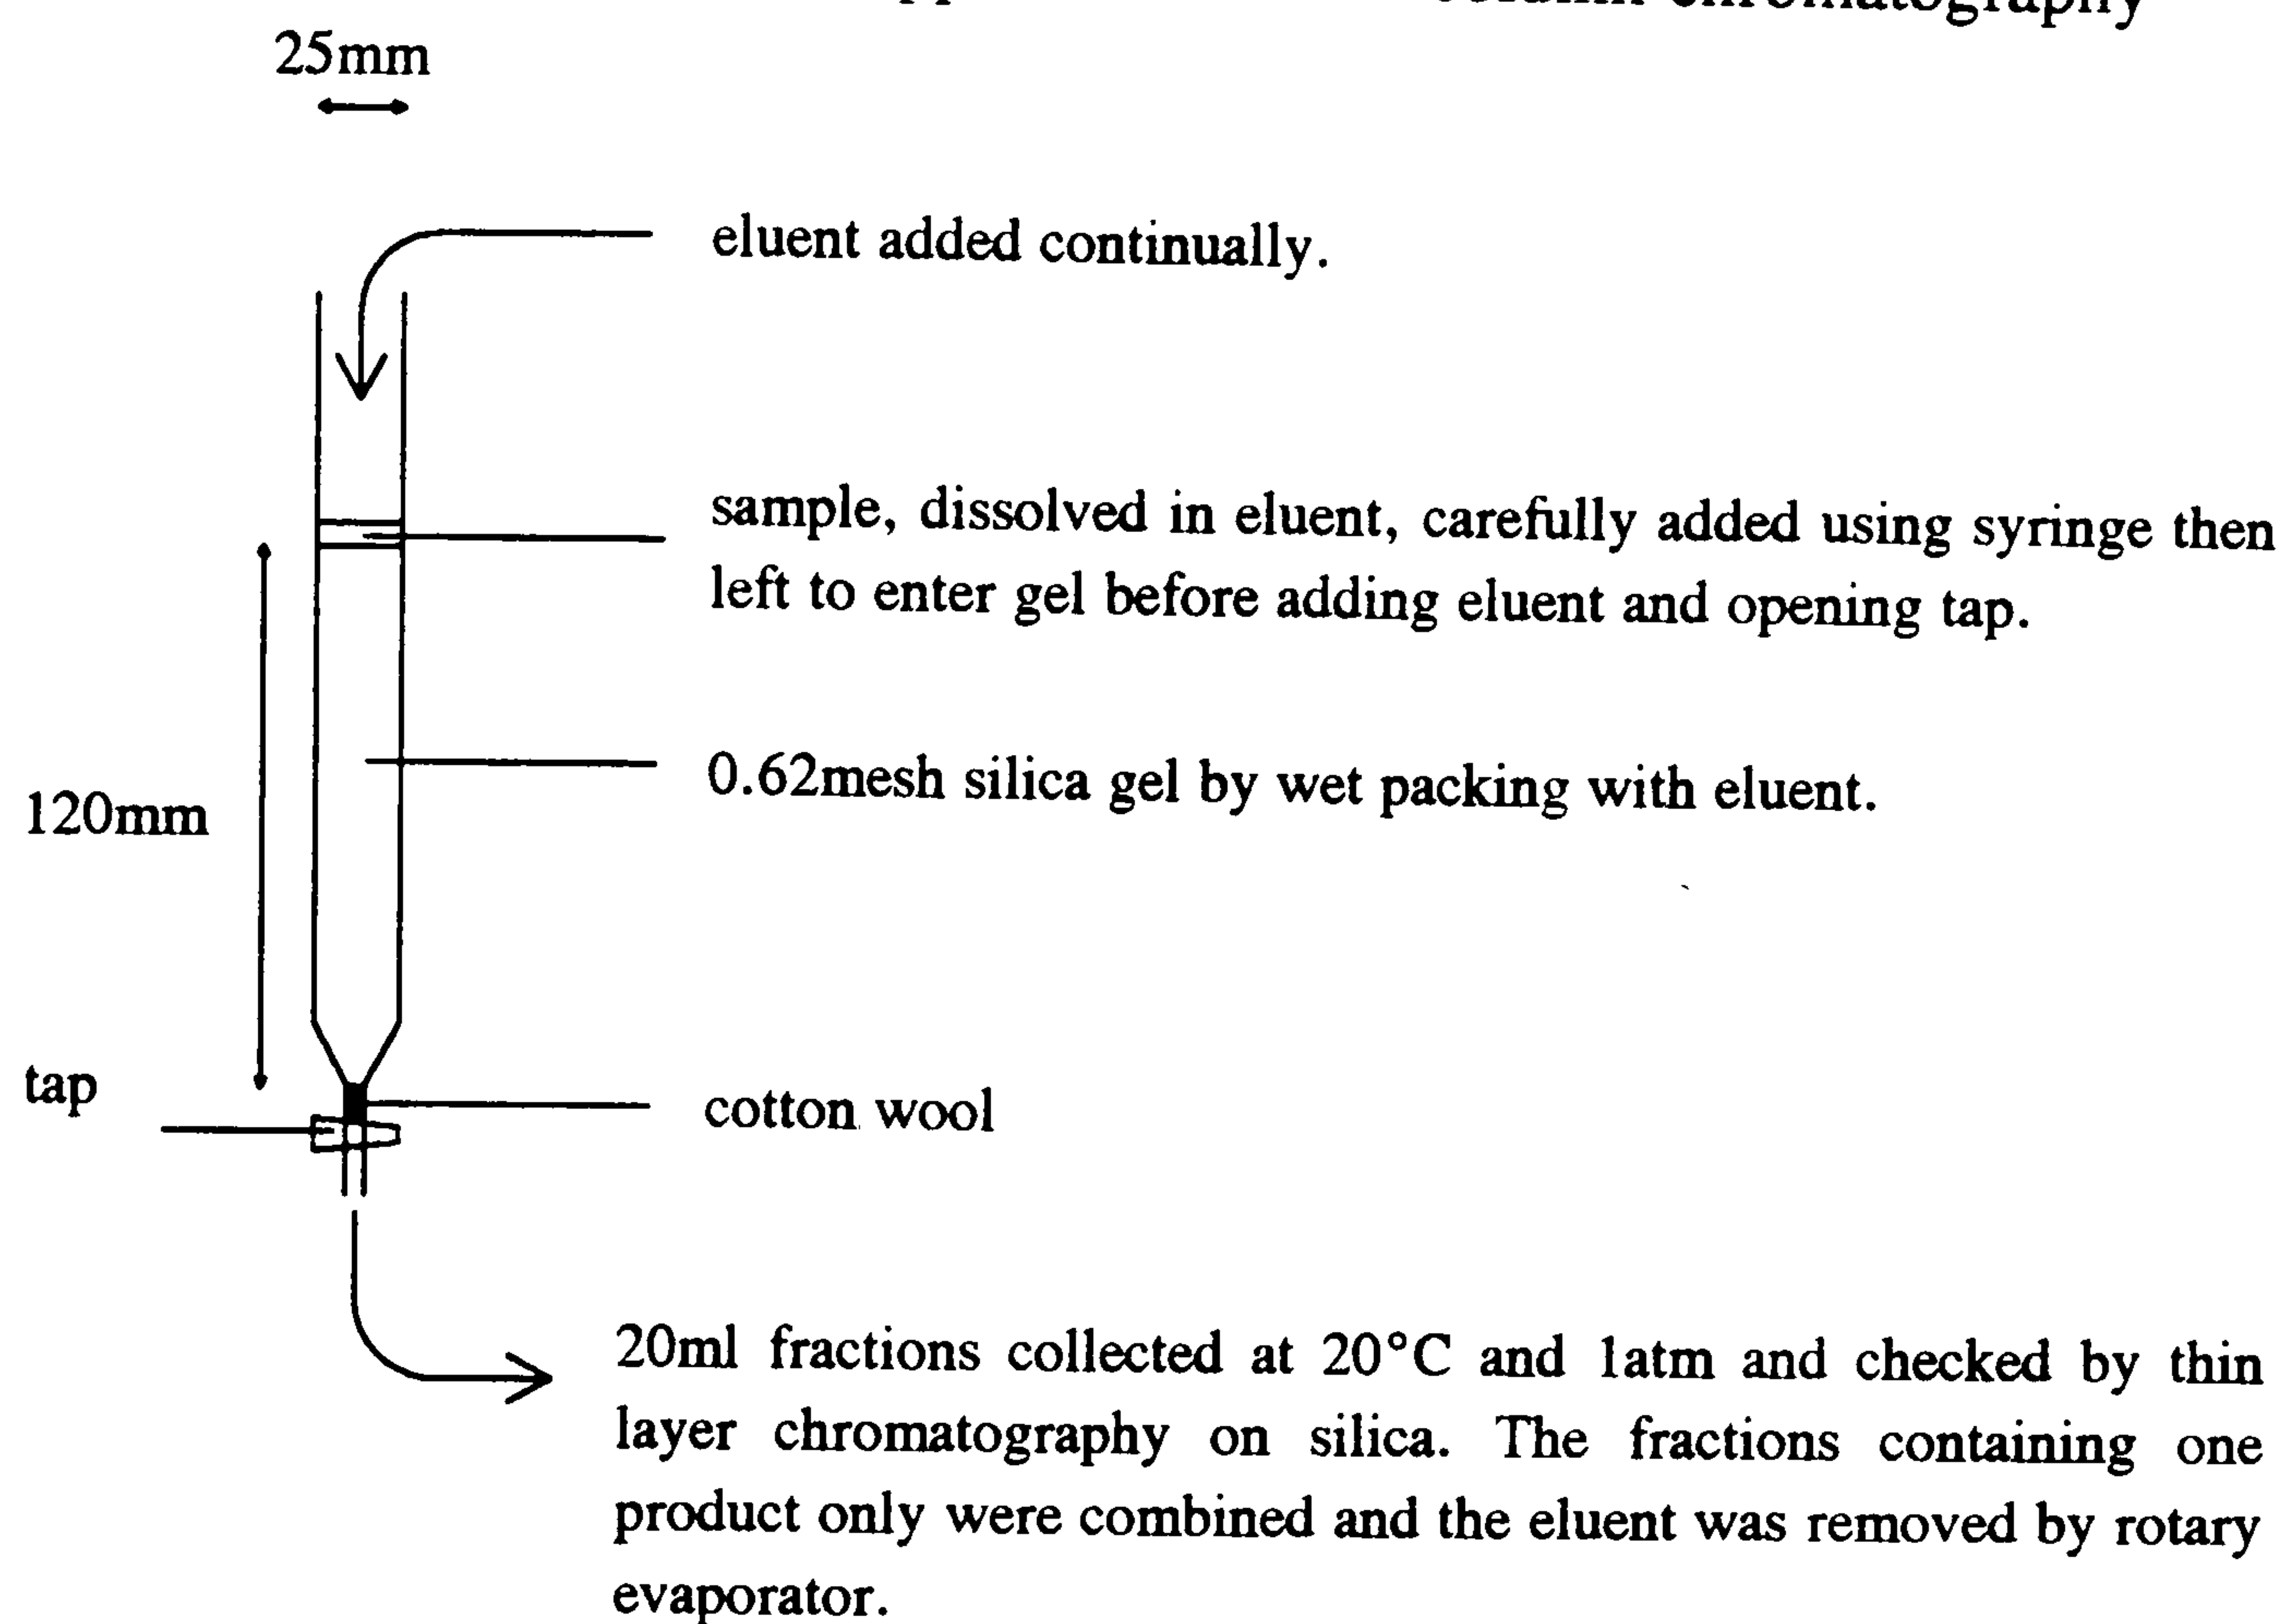 column chromatography
25mm
eluent added continually.
sample, dissolved in eluent, carefully added using syringe then
left to enter gel before adding eluent and opening tap.
0.62mesh silica gel by wet packing with eluent.
120mm
tap
cotton wool
20ml fractions collected at 20°C and 1atm and checked by thin
layer chromatography on silica. The fractions containing one
product only were combined and the eluent was removed by rotary
evaporator.